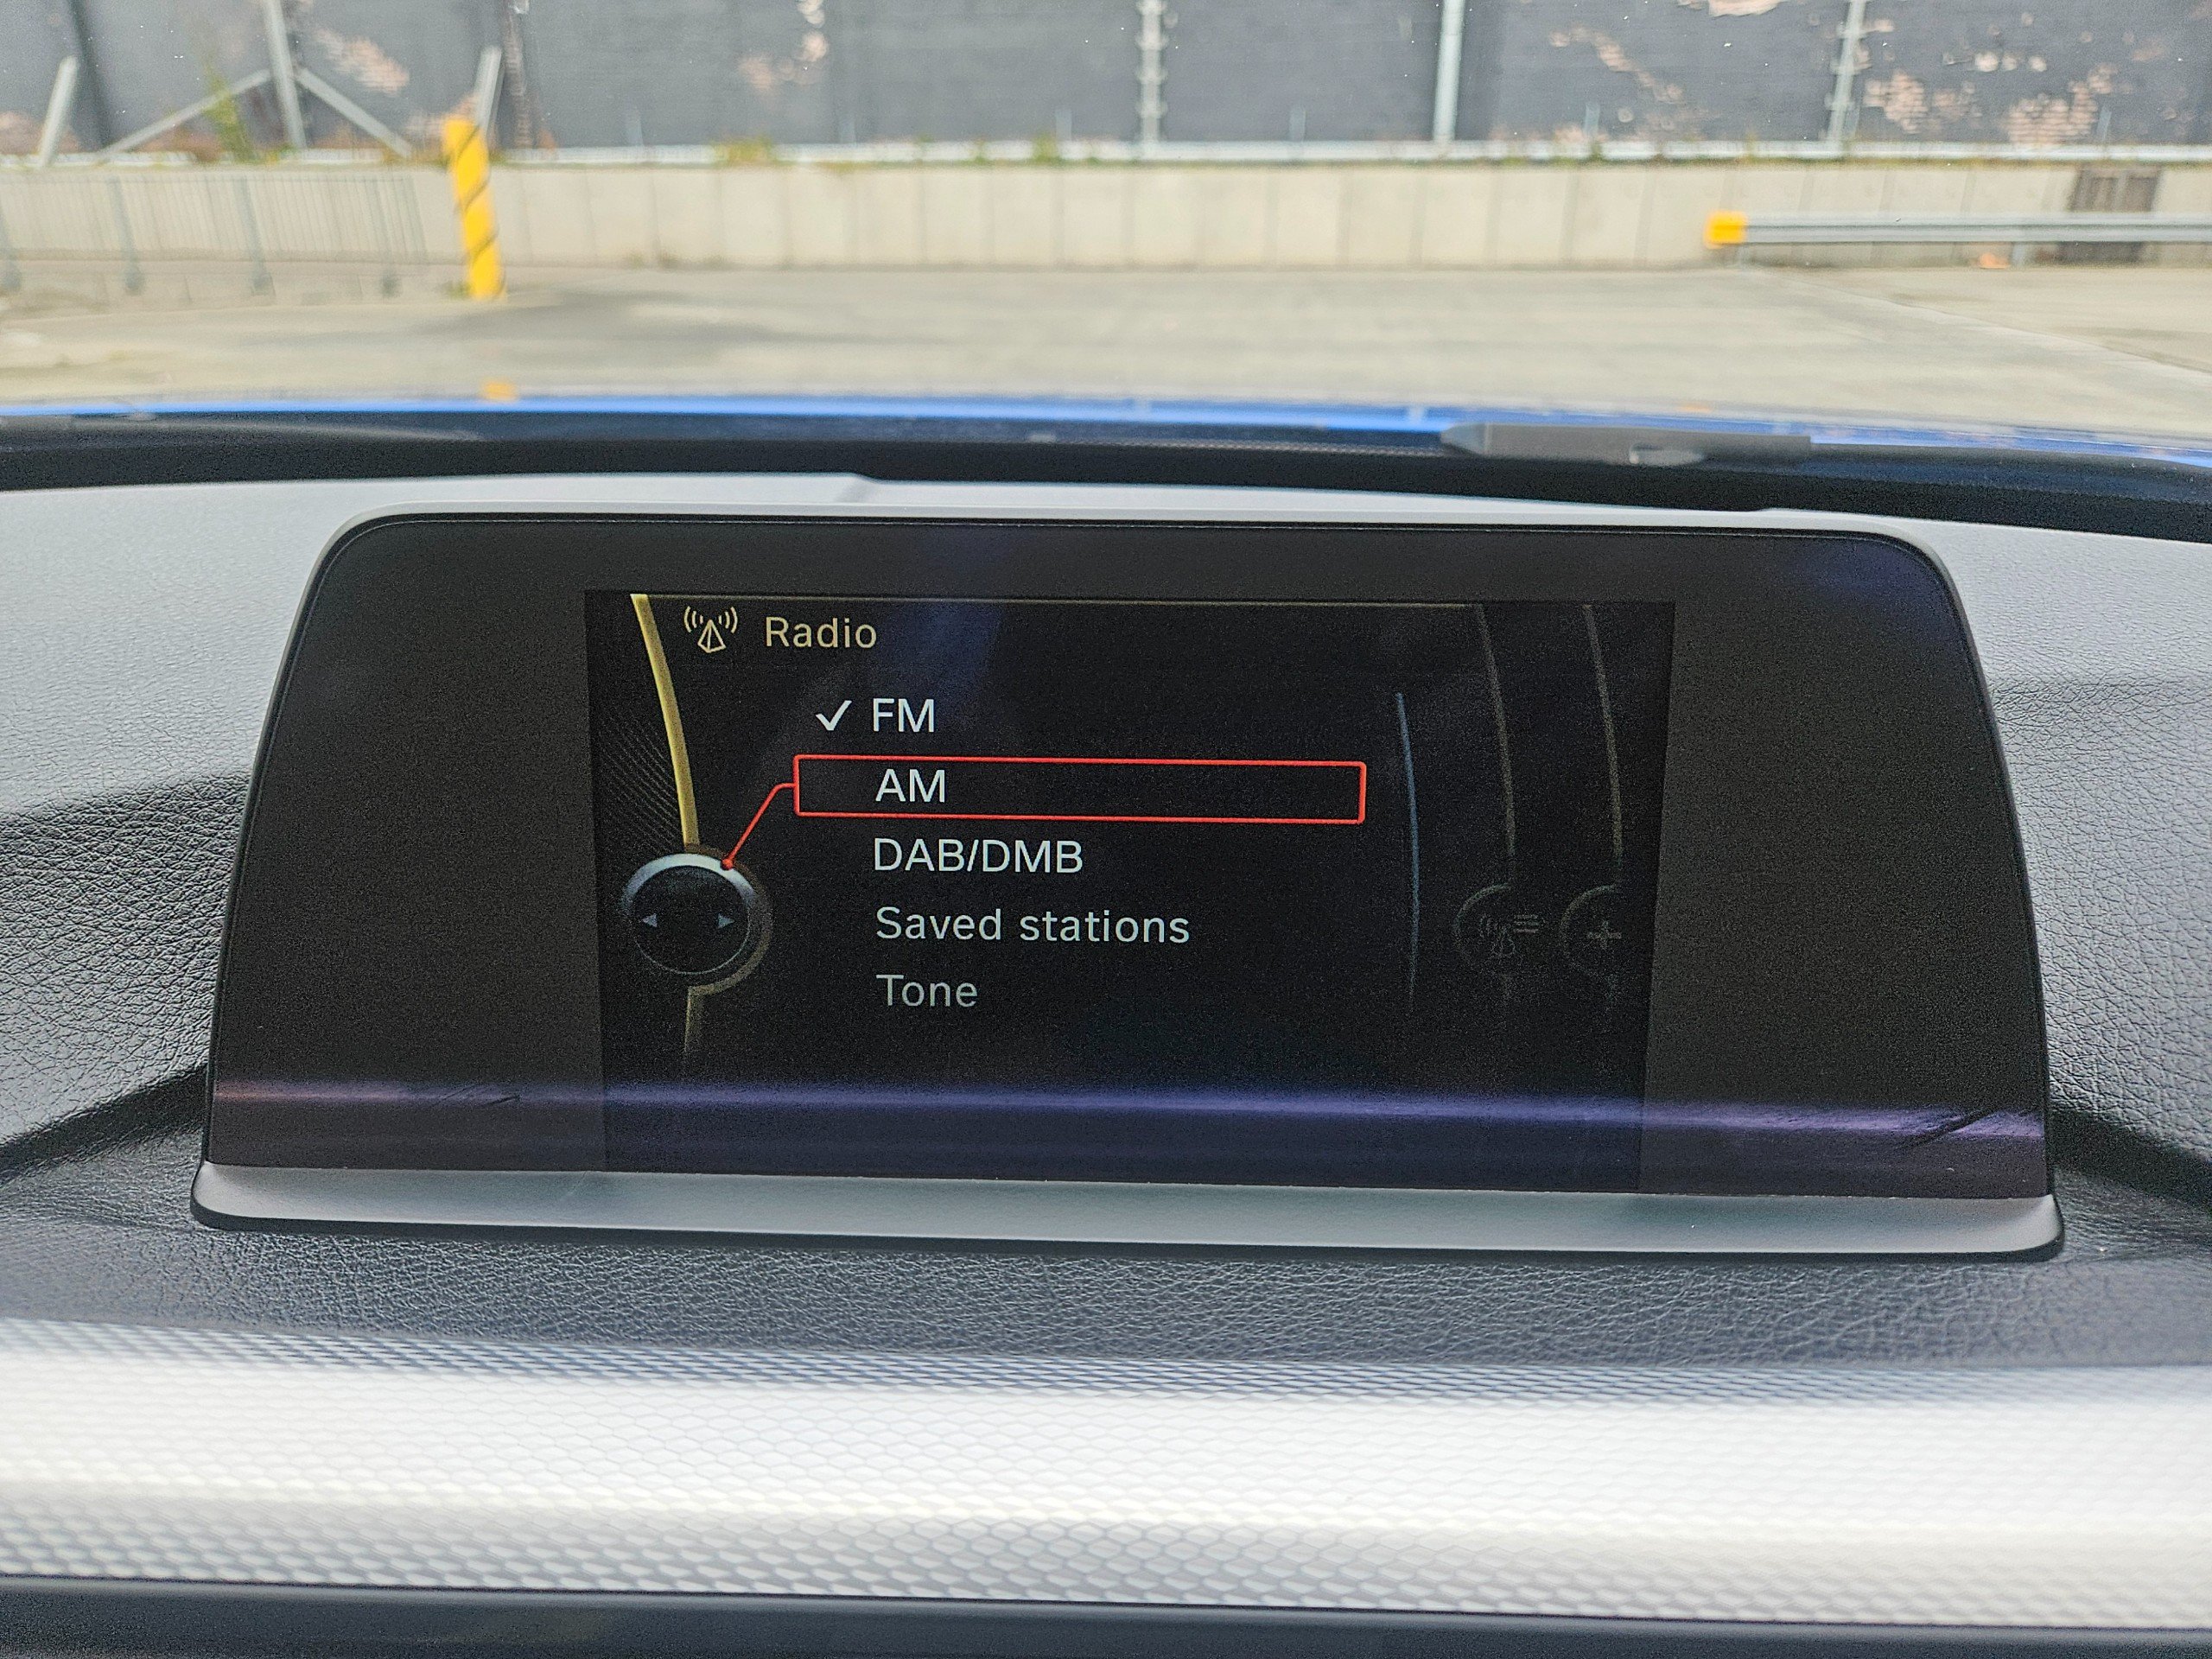 Radio
FM
AM
DAB/DMB
Saved stations
Tone